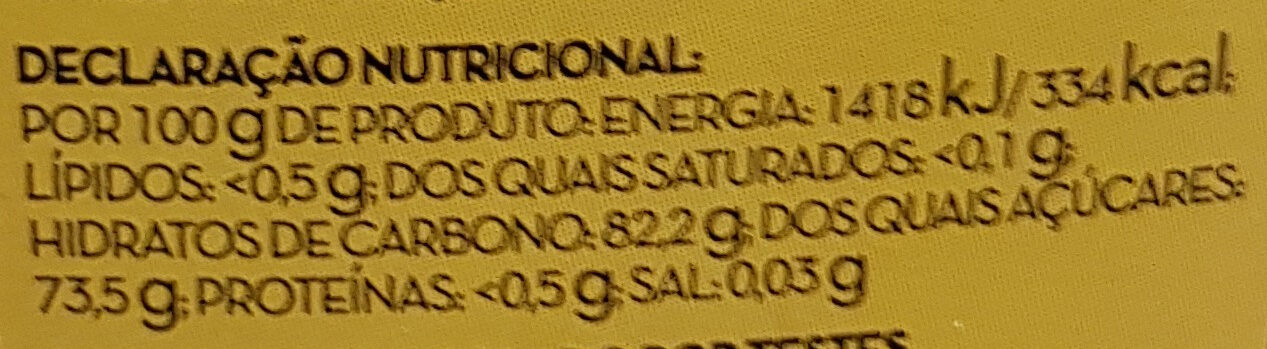 DECLARAÇÃO NUTRICIONAL:
POR 100 g DE PRODUTO: ENERGIA: 1418 kJ/334 kcal;
LÍPIDOS: <0,5 g; DOS QUAIS SATURADOS: <0,1 g;
HIDRATOS DE CARBONO: 82,2 g; DOS QUAIS AÇÚCARES:
73,5 g; PROTEÍNAS: <0,5 g; SAL: 0,03 g
TESTES